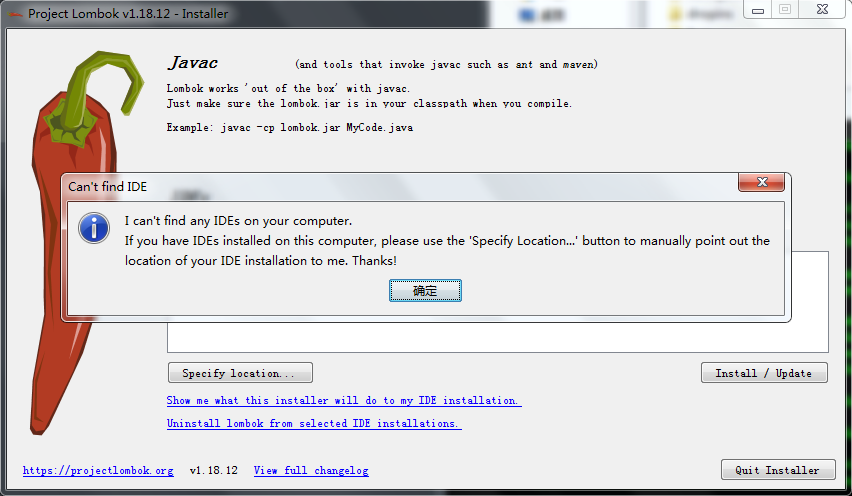 Project Lombok v1.18.12 - Installer
Javac (and tools that invoke javac such as ant and maven)
Lombok works 'out of the box' with javac.
Just make sure the lombok.jar is in your classpath when you compile.
Example: javac -cp lombok.jar MyCode.java
Can't find IDE
I can't find any IDEs on your computer.
If you have IDEs installed on this computer, please use the 'Specify Location...' button to manually point out the
location of your IDE installation to me. Thanks!
确定
Specify location... Install / Update
Show me what this installer will do to my IDE installation.
Uninstall lombok from selected IDE installations.
https://projectlombok.org v1.18.12 View full changelog Quit Installer